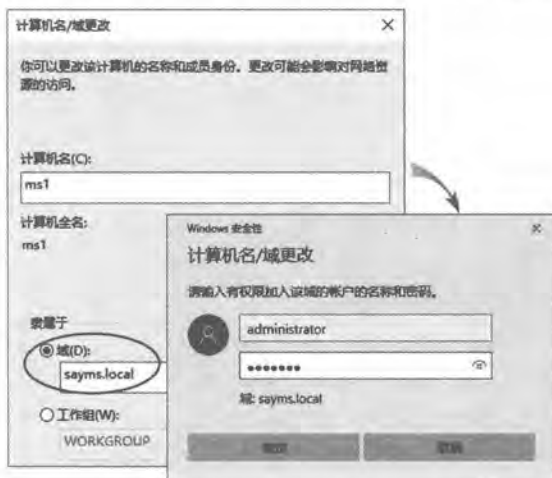 计算机名/域更改
你可以更改该计算机的名称和成员身份。更改可能会影响对网络资
源的访问。
计算机名(C):
ms1
计算机全名:
ms1
隶属于
域(D):
sayms.local
工作组(W):
WORKGROUP
Windows 安全性
计算机名/域更改
请输入有权限加入该域的帐户的名称和密码。
administrator
●●●●●●●
域: sayms.local
确定
取消